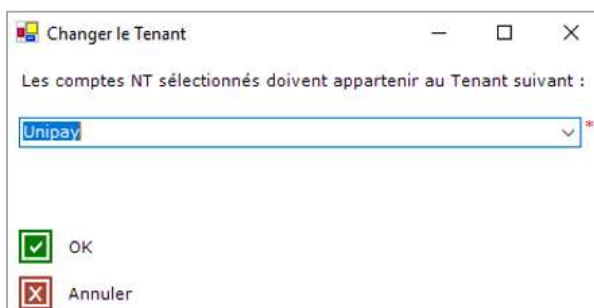 Changer le Tenant
Les comptes NT sélectionnés doivent appartenir au Tenant suivant :
Unipay *
OK
Annuler